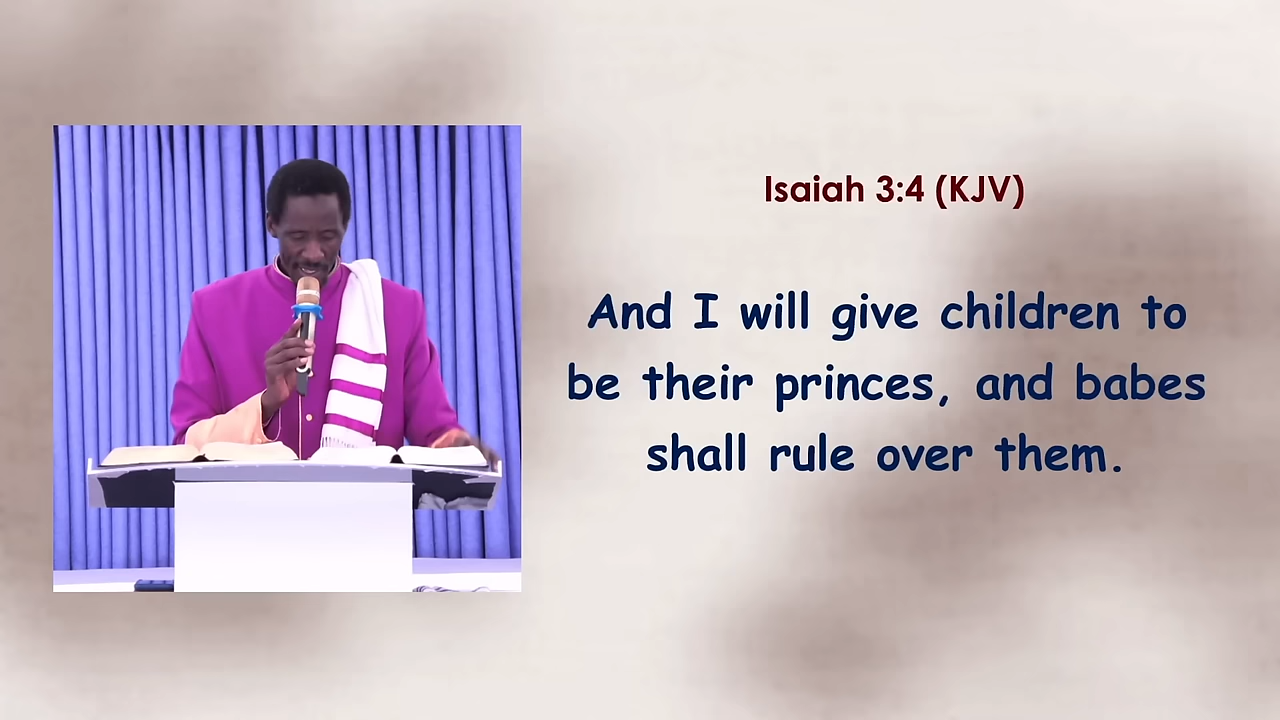 Isaiah 3:4 (KJV)
And I will give children to
be their princes, and babes
shall rule over them.